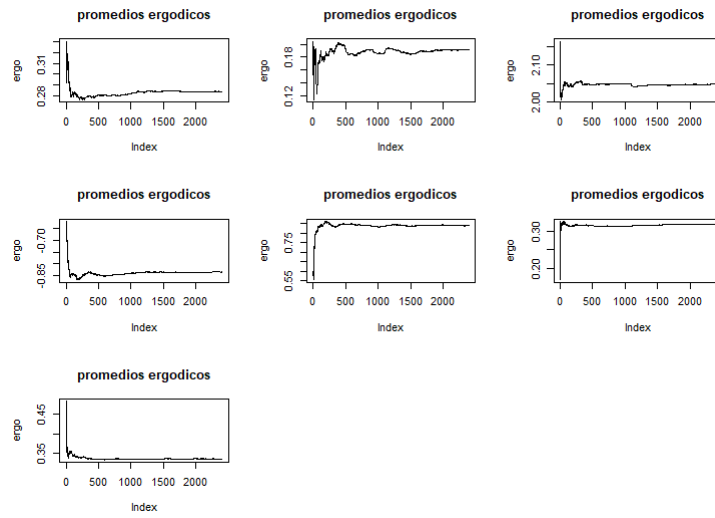 promedios ergodicos
promedios ergodicos
promedios ergodicos
ergo
0.28
0.31
0
500
1000
1500
2000
Index
ergo
0.12
0.18
0
500
1000
1500
2000
Index
ergo
2.00
2.10
0
500
1000
1500
2000
Index
promedios ergodicos
promedios ergodicos
promedios ergodicos
ergo
-0.85
-0.70
0
500
1000
1500
2000
Index
ergo
0.55
0.75
0
500
1000
1500
2000
Index
ergo
0.20
0.30
0
500
1000
1500
2000
Index
promedios ergodicos
ergo
0.35
0.45
0
500
1000
1500
2000
Index